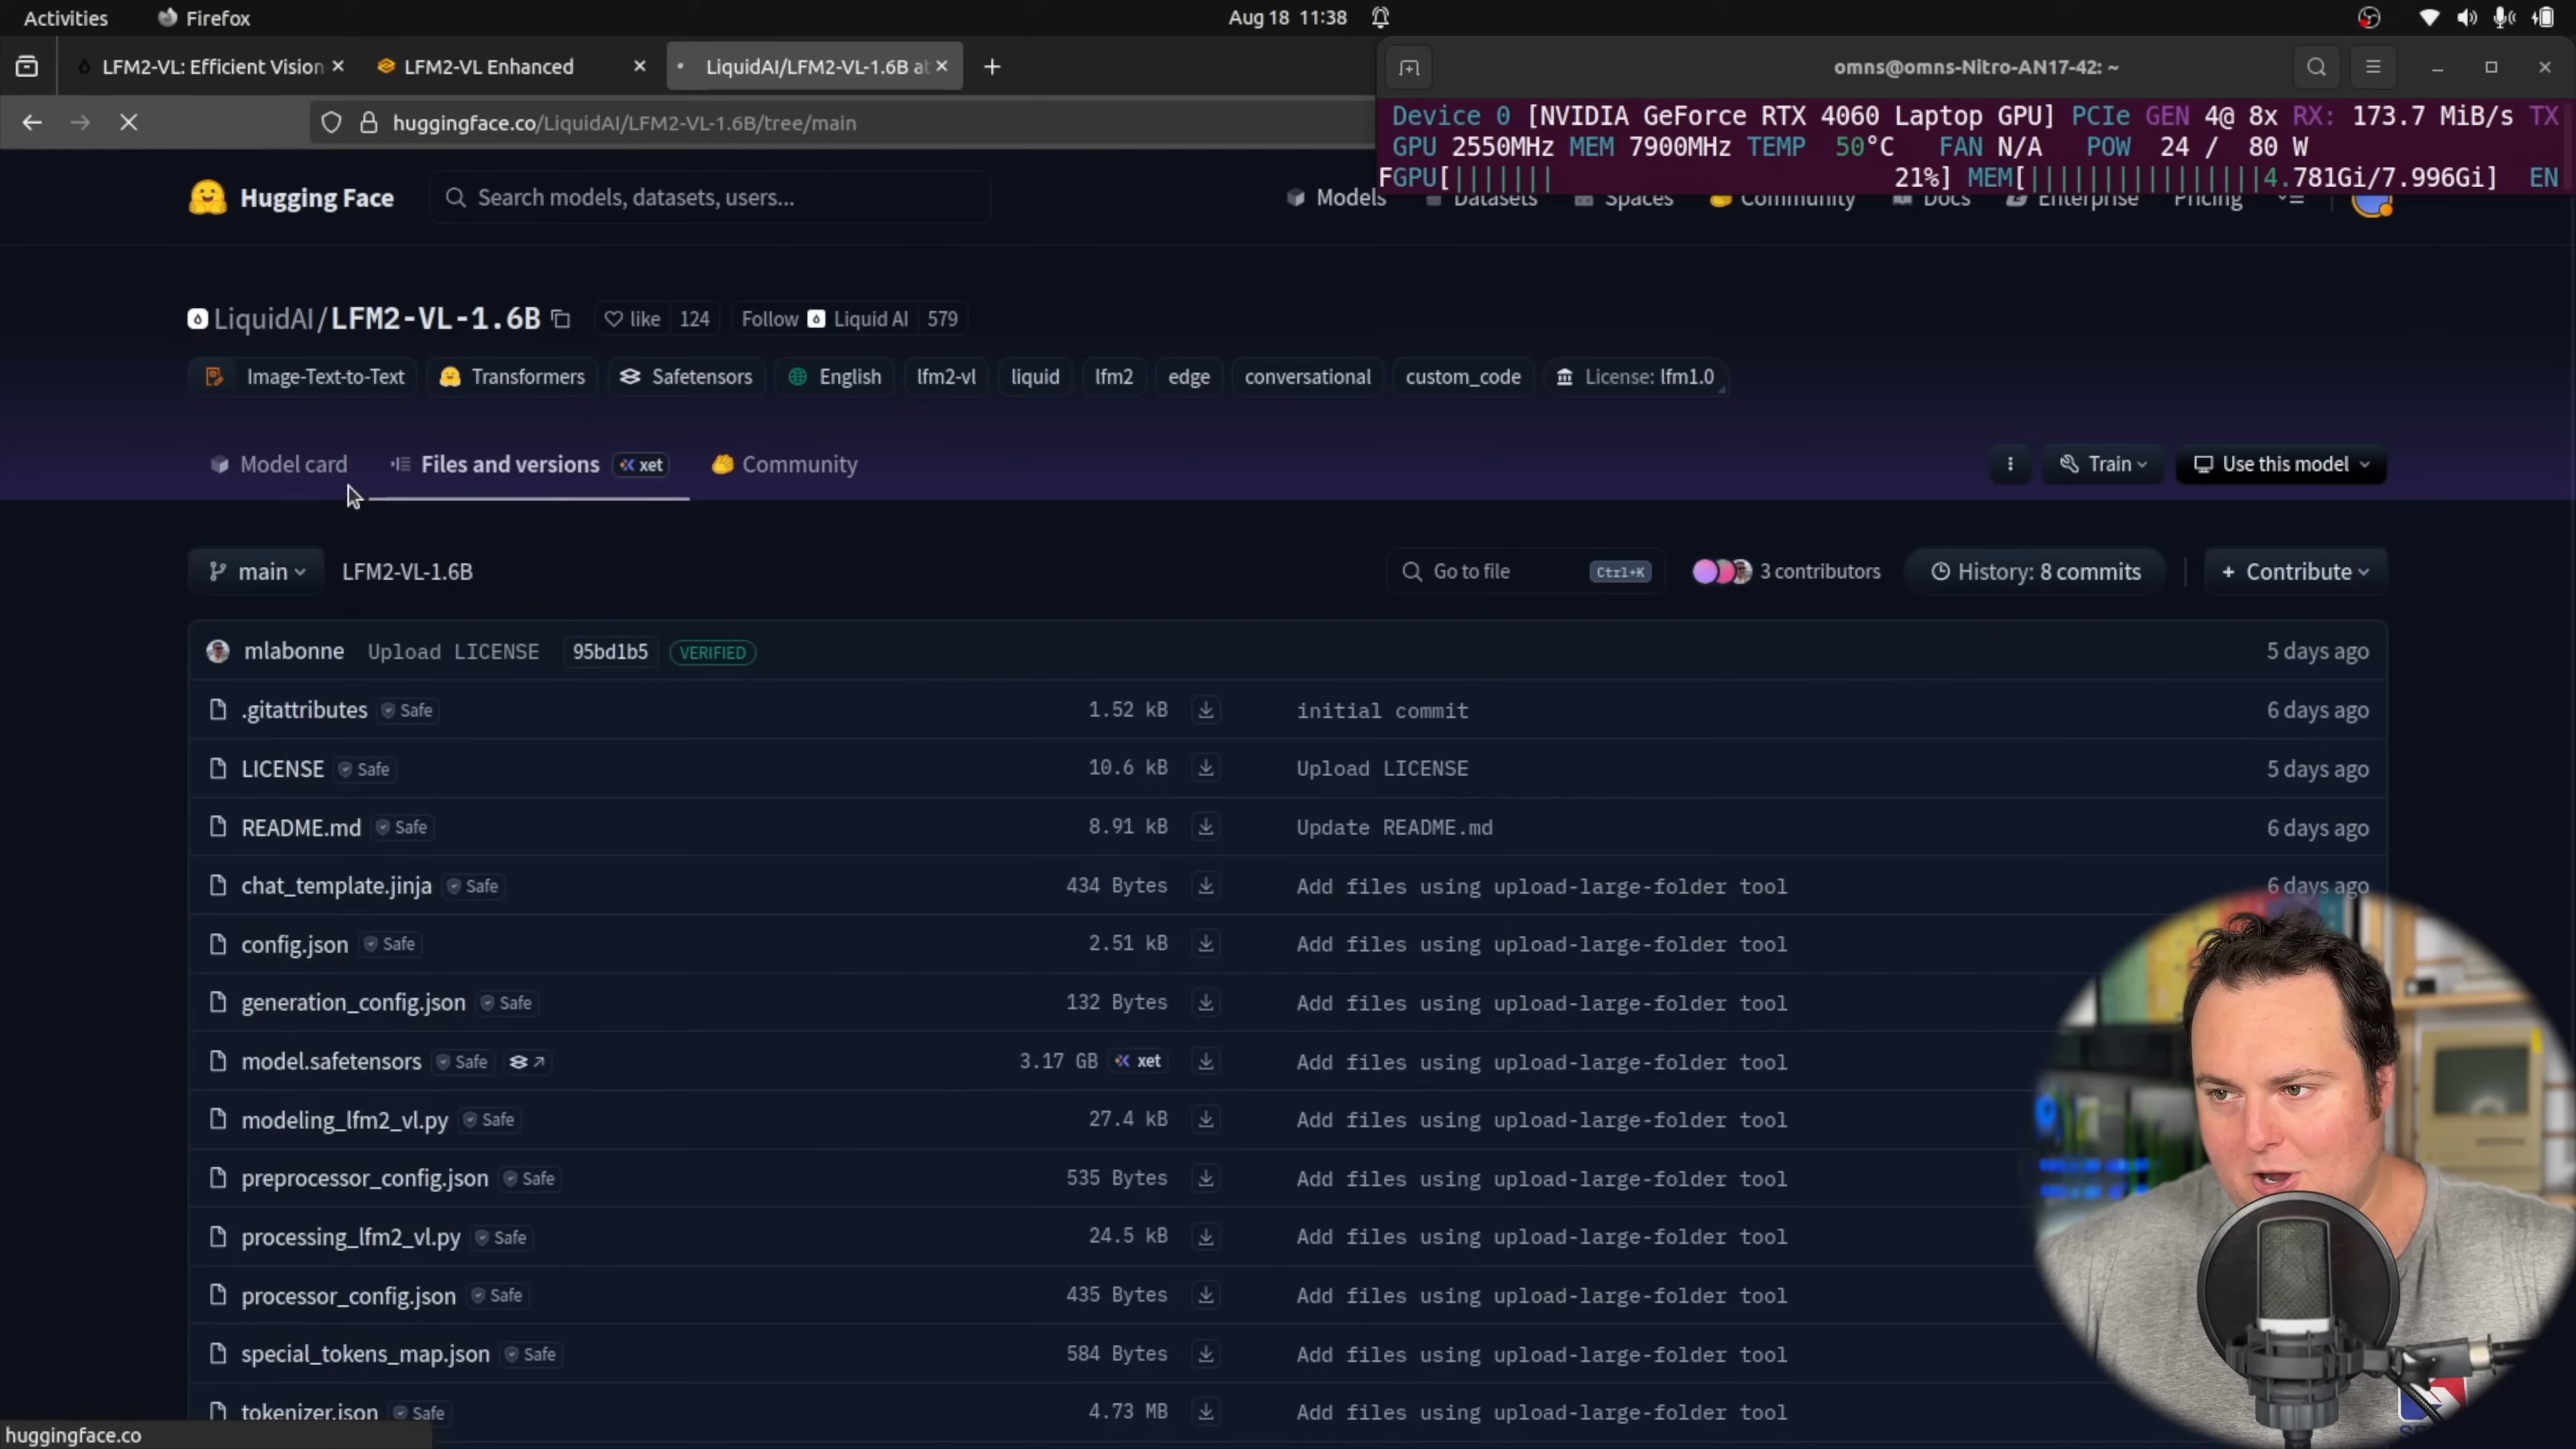 Activities Firefox Aug 18 11:38
LFM2-VL: Efficient Vision LFM2-VL Enhanced LiquidAI/LFM2-VL-1.6B at
omns@omns-Nitro-AN17-42: ~
huggingface.co/LiquidAI/LFM2-VL-1.6B/tree/main
Device 0 [NVIDIA GeForce RTX 4060 Laptop GPU] PCIe GEN 4@ 8x RX: 173.7 MiB/s TX
GPU 2550MHz MEM 7900MHz TEMP 50°C FAN N/A POW 24 / 80 W
FGPU[|||||||  21%] MEM[||||||||||||||||4.781Gi/7.996Gi] EN
Hugging Face Search models, datasets, users... Models Datasets Spaces Community Docs Enterprise Pricing
LiquidAI/LFM2-VL-1.6B like 124 Follow Liquid AI 579
Image-Text-to-Text Transformers Safetensors English lfm2-vl liquid lfm2 edge conversational custom_code License: lfm1.0
Model card Files and versions xet Community Train Use this model
main LFM2-VL-1.6B Go to file Ctrl+K 3 contributors History: 8 commits + Contribute
mlabonne Upload LICENSE 95bd1b5 VERIFIED 5 days ago
.gitattributes Safe 1.52 kB initial commit 6 days ago
LICENSE Safe 10.6 kB Upload LICENSE 5 days ago
README.md Safe 8.91 kB Update README.md 6 days ago
chat_template.jinja Safe 434 Bytes Add files using upload-large-folder tool 6 days ago
config.json Safe 2.51 kB Add files using upload-large-folder tool
generation_config.json Safe 132 Bytes Add files using upload-large-folder tool
model.safetensors Safe 3.17 GB xet Add files using upload-large-folder tool
modeling_lfm2_vl.py Safe 27.4 kB Add files using upload-large-folder tool
preprocessor_config.json Safe 535 Bytes Add files using upload-large-folder tool
processing_lfm2_vl.py Safe 24.5 kB Add files using upload-large-folder tool
processor_config.json Safe 435 Bytes Add files using upload-large-folder tool
special_tokens_map.json Safe 584 Bytes Add files using upload-large-folder tool
tokenizer.json Safe 4.73 MB Add files using upload-large-folder tool
huggingface.co